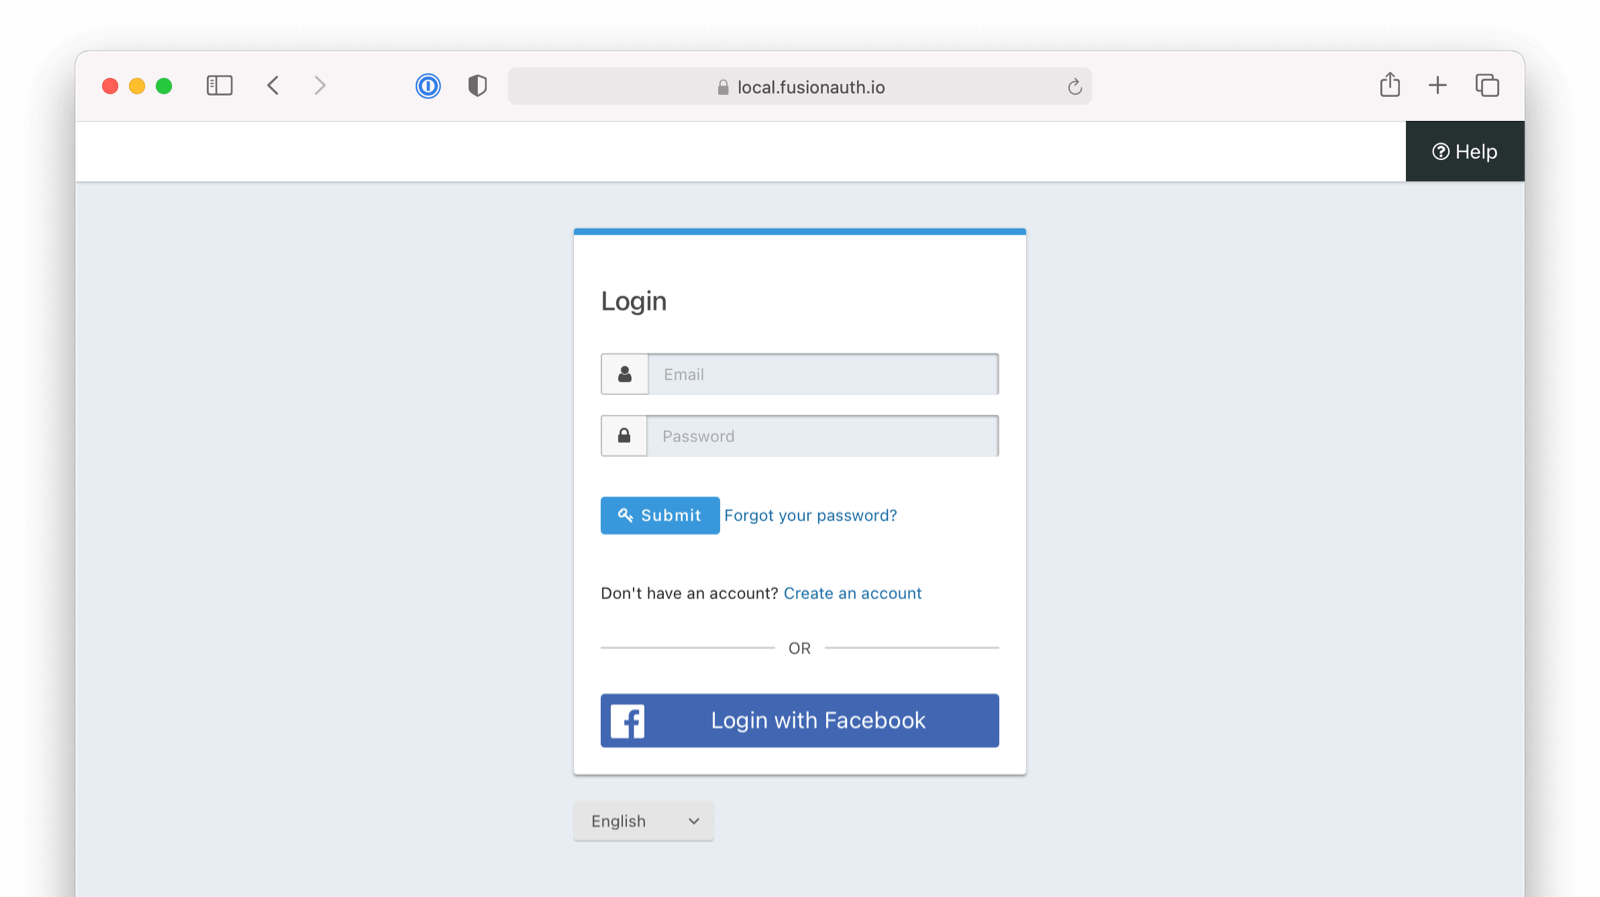 local.fusionauth.io
Help
Login
Email
Password
Submit Forgot your password?
Don't have an account? Create an account
OR
Login with Facebook
English